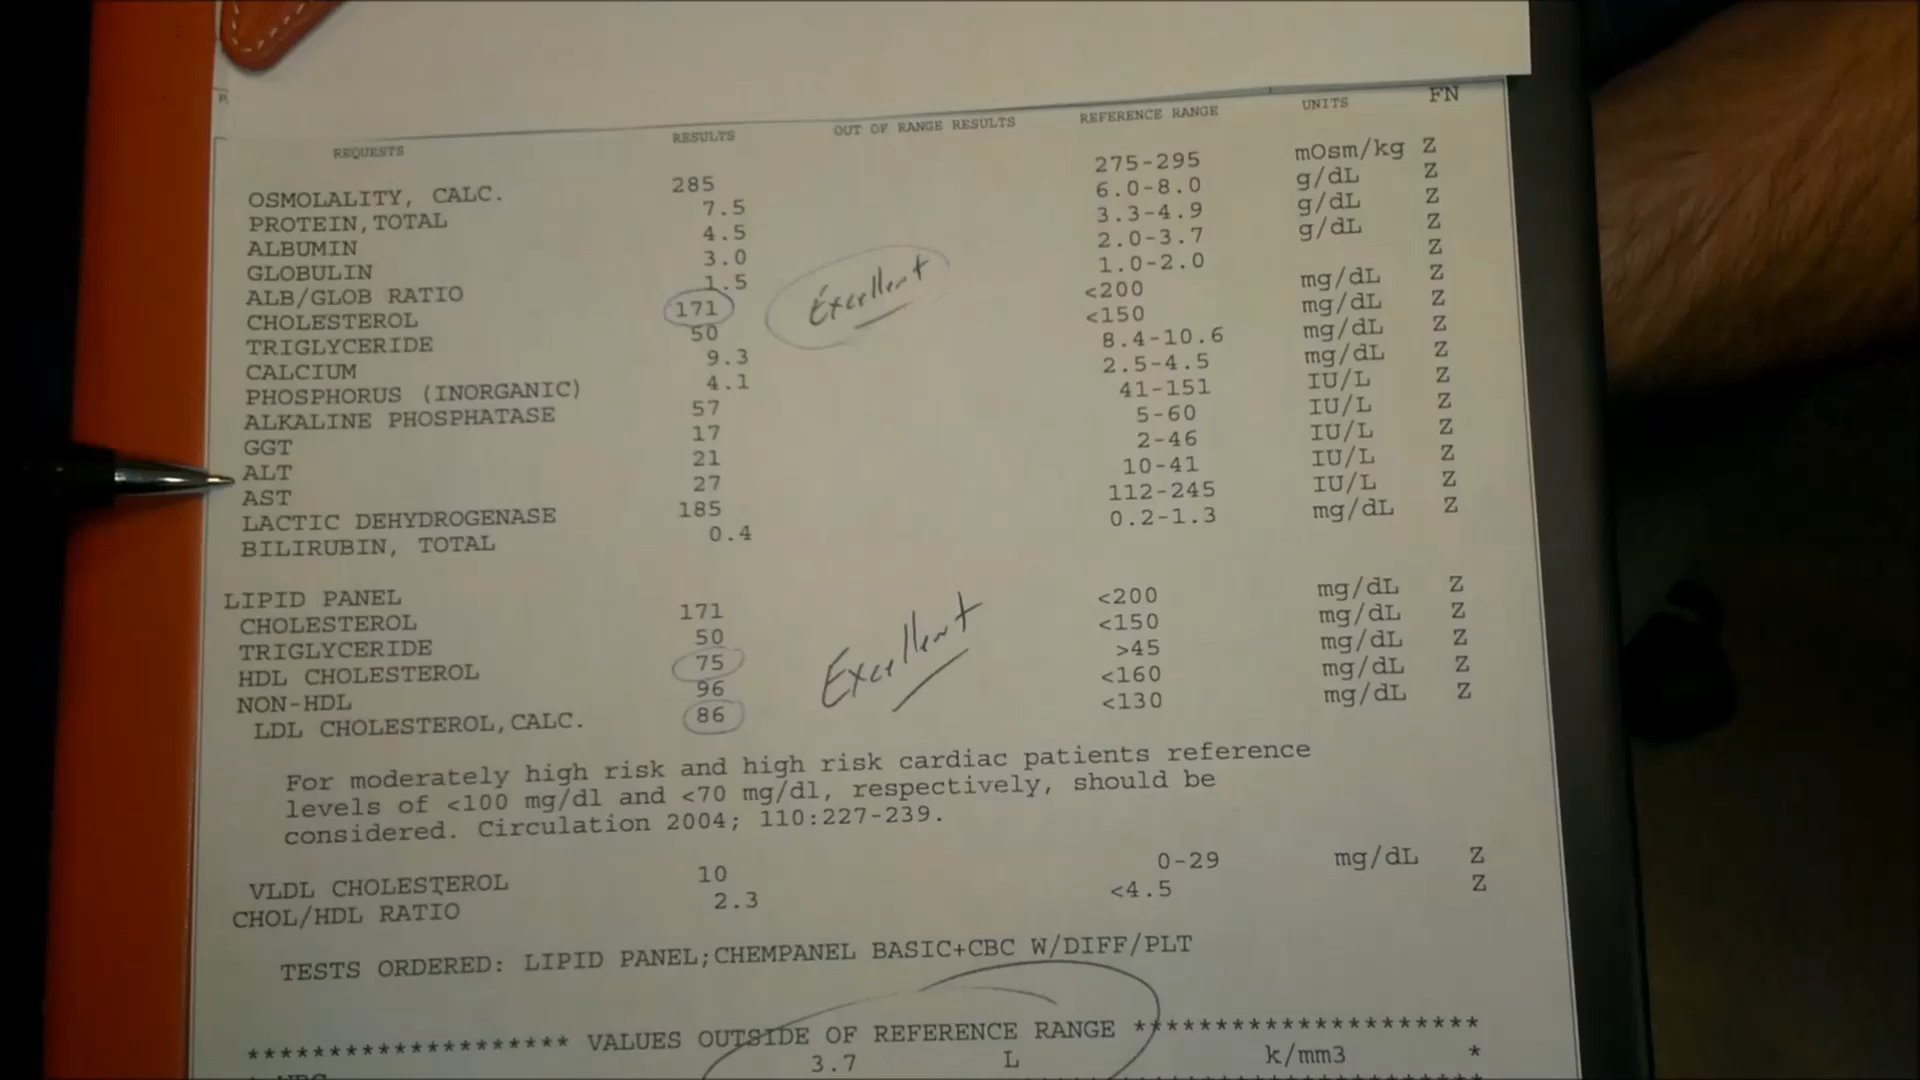 REQUESTS RESULTS OUT OF RANGE RESULTS REFERENCE RANGE UNITS FN
OSMOLALITY, CALC. 285 275-295 mOsm/kg Z
PROTEIN,TOTAL 7.5 6.0-8.0 g/dL Z
ALBUMIN 4.5 3.3-4.9 g/dL Z
GLOBULIN 3.0 2.0-3.7 g/dL Z
ALB/GLOB RATIO 1.5 1.0-2.0 Z
CHOLESTEROL 171 Excellent <200 mg/dL Z
TRIGLYCERIDE 50 <150 mg/dL Z
CALCIUM 9.3 8.4-10.6 mg/dL Z
PHOSPHORUS (INORGANIC) 4.1 2.5-4.5 mg/dL Z
ALKALINE PHOSPHATASE 57 41-151 IU/L Z
GGT 17 5-60 IU/L Z
ALT 21 2-46 IU/L Z
AST 27 10-41 IU/L Z
LACTIC DEHYDROGENASE 185 112-245 IU/L Z
BILIRUBIN, TOTAL 0.4 0.2-1.3 mg/dL Z
LIPID PANEL
CHOLESTEROL 171 <200 mg/dL Z
TRIGLYCERIDE 50 <150 mg/dL Z
HDL CHOLESTEROL 75 Excellent >45 mg/dL Z
NON-HDL 96 <160 mg/dL Z
LDL CHOLESTEROL,CALC. 86 <130 mg/dL Z
For moderately high risk and high risk cardiac patients reference
levels of <100 mg/dl and <70 mg/dl, respectively, should be
considered. Circulation 2004; 110:227-239.
VLDL CHOLESTEROL 10 0-29 mg/dL Z
CHOL/HDL RATIO 2.3 <4.5 Z
TESTS ORDERED: LIPID PANEL;CHEMPANEL BASIC+CBC W/DIFF/PLT
******************** VALUES OUTSIDE OF REFERENCE RANGE *********************
3.7 L k/mm3 *